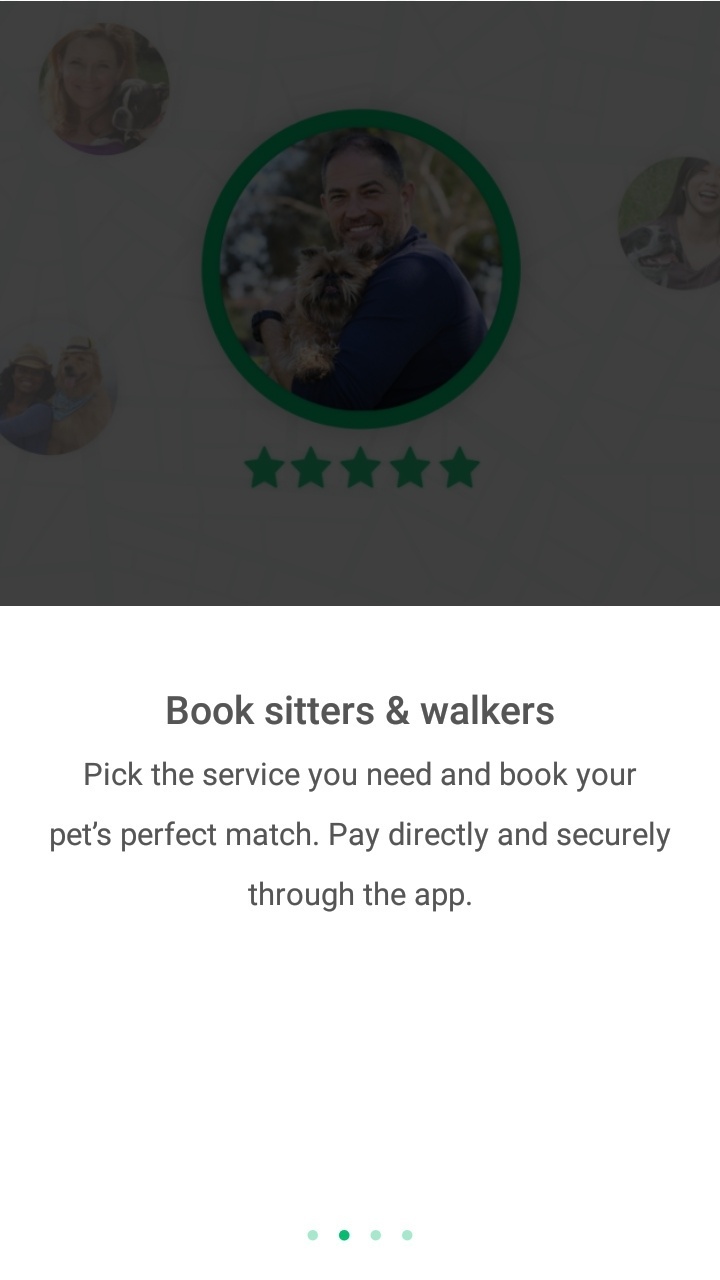 Book sitters & walkers
Pick the service you need and book your
pet’s perfect match. Pay directly and securely
through the app.